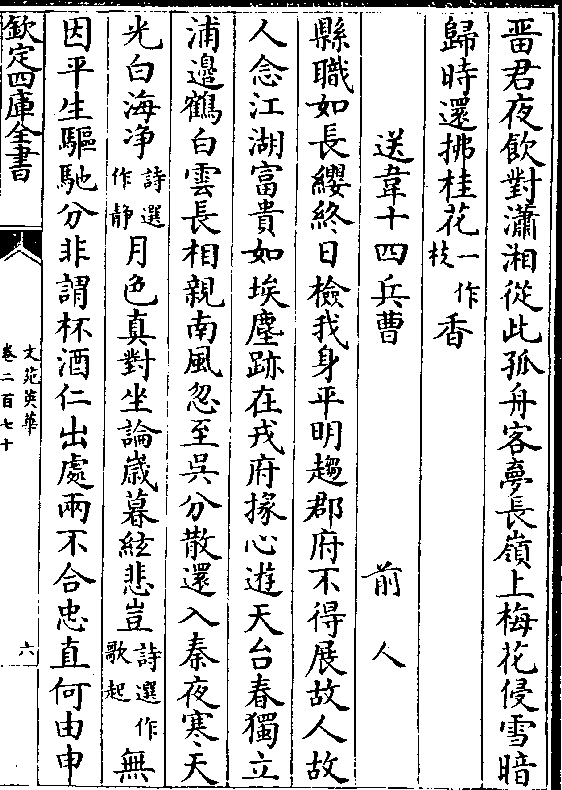 畱君夜飲對瀟湘從此孤舟客夢長嶺上梅花侵雪暗
歸時還拂桂花一作枝香
送韋十四兵曹 前人
縣職如長纓終日檢我身平明趨郡府不得展故人故
人念江湖富貴如埃塵跡在戎府掾心遊天台春獨立
浦邊鶴白雲長相親南風忽至吳分散還入秦夜寒天
光白海净詩選作靜月色真對坐論歲暮絃悲豈詩選作歌起無
因平生驅馳分非謂杯酒仁出處兩不合忠直何由申
欽定四庫全書
文苑英華
卷二百七十
六